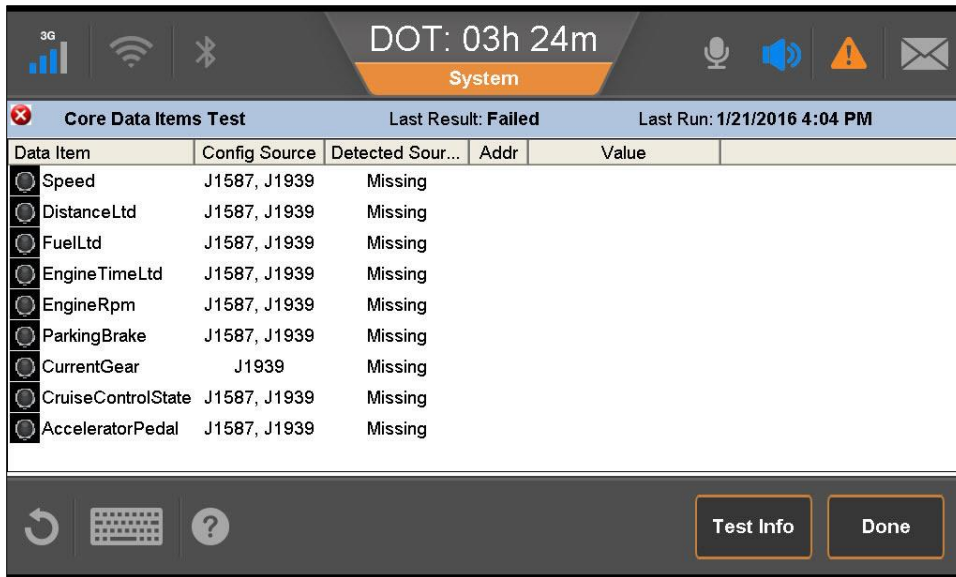 3G
DOT: 03h 24m
System
Core Data Items Test Last Result: Failed Last Run: 1/21/2016 4:04 PM
Data Item Config Source Detected Sour... Addr Value
Speed J1587, J1939 Missing
DistanceLtd J1587, J1939 Missing
FuelLtd J1587, J1939 Missing
EngineTimeLtd J1587, J1939 Missing
EngineRpm J1587, J1939 Missing
ParkingBrake J1587, J1939 Missing
CurrentGear J1939 Missing
CruiseControlState J1587, J1939 Missing
AcceleratorPedal J1587, J1939 Missing
? Test Info Done